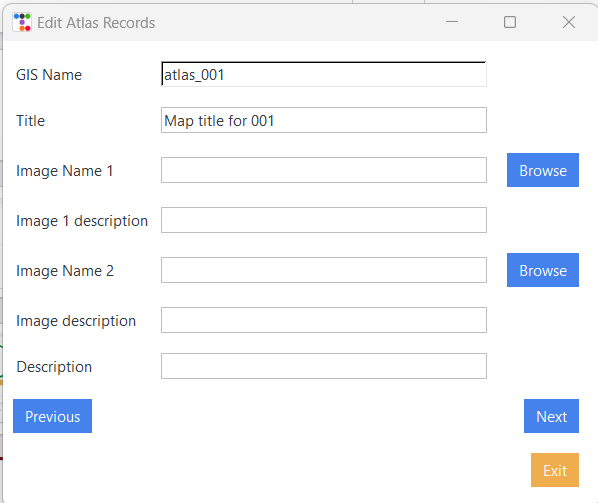 Edit Atlas Records
GIS Name atlas_001
Title Map title for 001
Image Name 1 Browse
Image 1 description
Image Name 2 Browse
Image description
Description
Previous Next
Exit